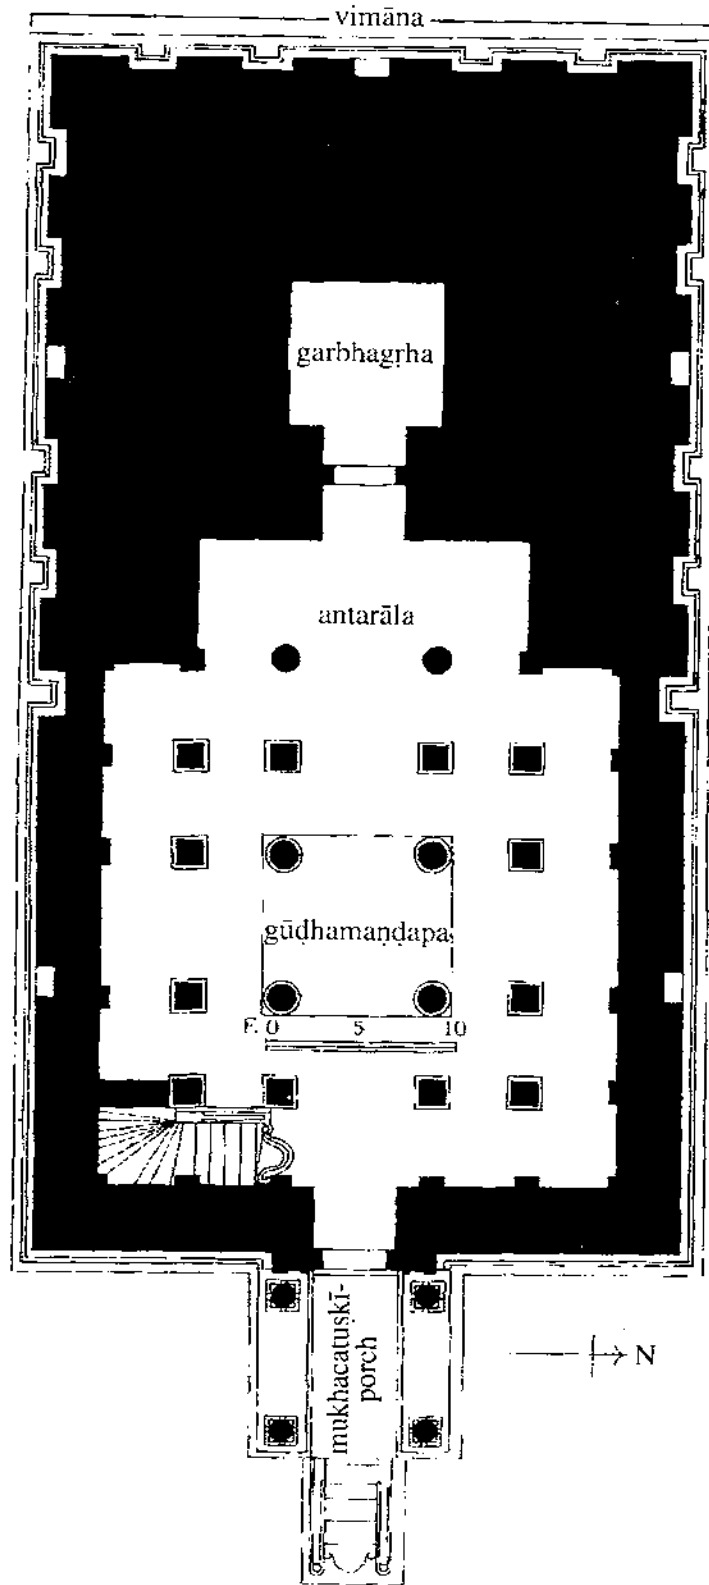 vimāna
garbhagṛha
antarāla
gūḍhamaṇḍapa
F. 0 5 10
mukhacatuṣkī-
porch
N